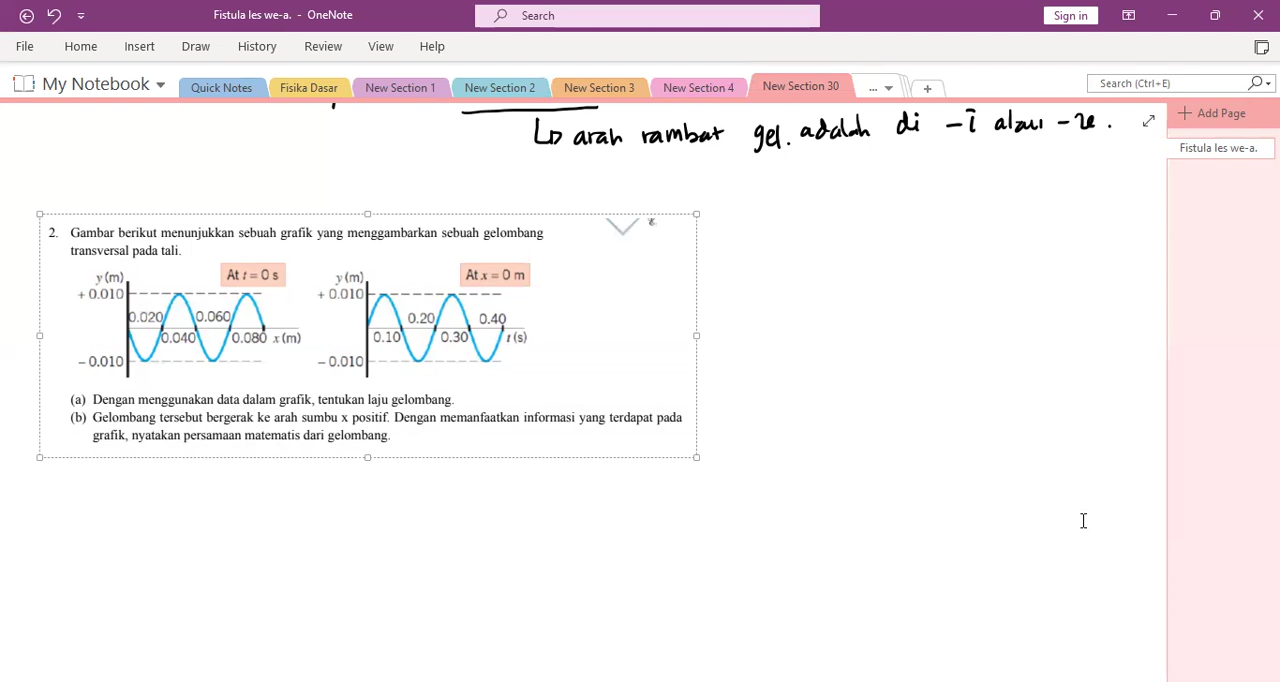 Fistula les we-a. - OneNote
Search
Sign in
File Home Insert Draw History Review View Help
My Notebook
Quick Notes Fisika Dasar New Section 1 New Section 2 New Section 3 New Section 4 New Section 30 ... +
Search (Ctrl+E)
Add Page
Fistula les we-a.
arah rambat gel. adalah di
2. Gambar berikut menunjukkan sebuah grafik yang menggambarkan sebuah gelombang
transversal pada tali.
y (m) At t = 0 s
+ 0.010
0.020 0.060
0.040 0.080 x (m)
− 0.010
y (m) At x = 0 m
+ 0.010
0.20 0.40
0.10 0.30 t (s)
− 0.010
(a) Dengan menggunakan data dalam grafik, tentukan laju gelombang.
(b) Gelombang tersebut bergerak ke arah sumbu x positif. Dengan memanfaatkan informasi yang terdapat pada
grafik, nyatakan persamaan matematis dari gelombang.